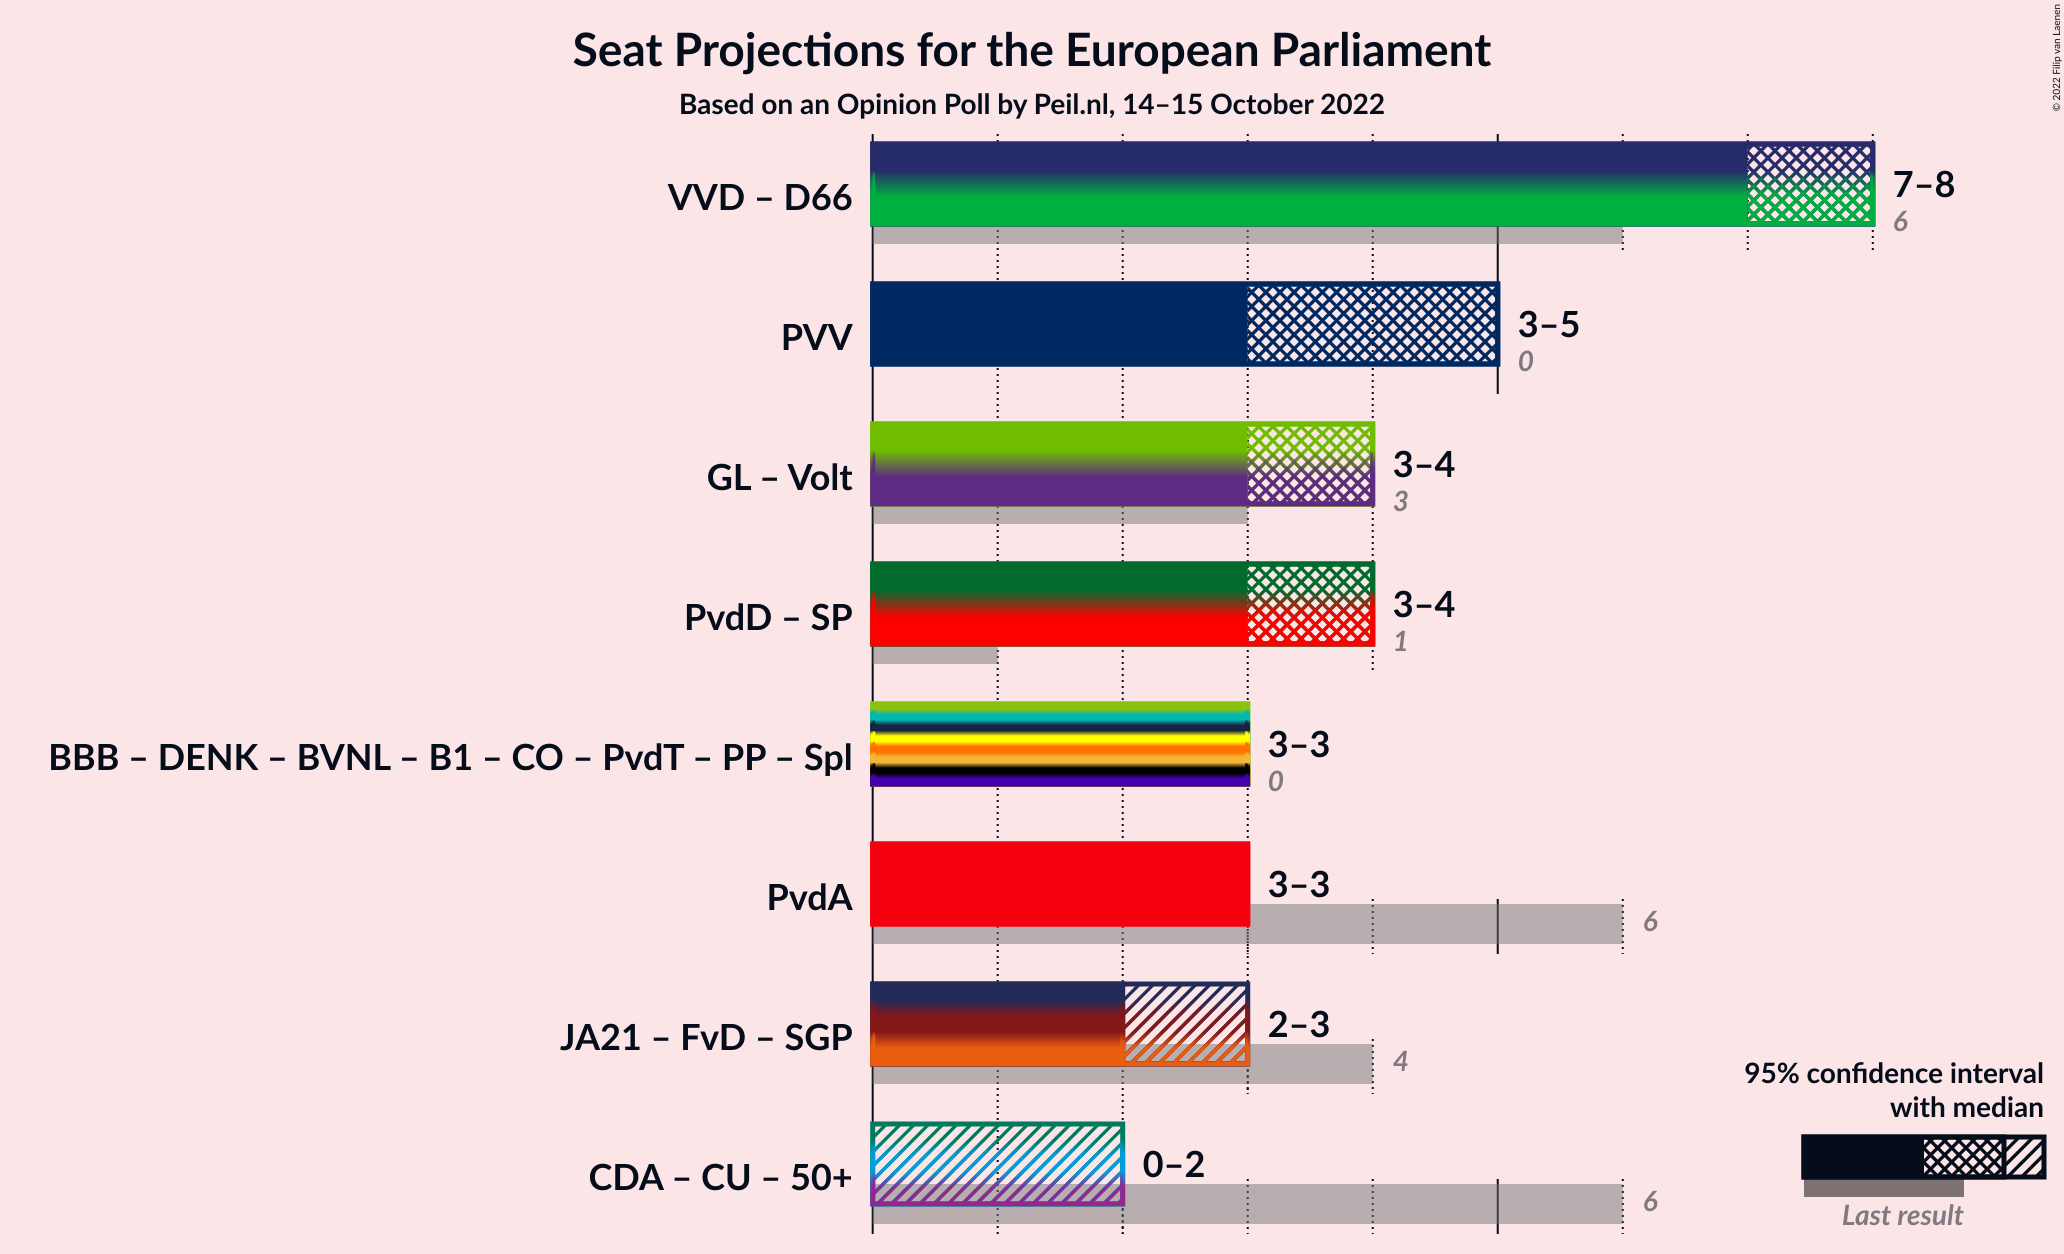 Seat Projections for the European Parliament
Based on an Opinion Poll by Peil.nl, 14–15 October 2022
© 2022 Filip van Laenen
VVD – D66
7–8
6
PVV
3–5
0
GL – Volt
3–4
3
PvdD – SP
3–4
1
BBB – DENK – BVNL – B1 – CO – PvdT – PP – Spl
3–3
0
PvdA
3–3
6
JA21 – FvD – SGP
2–3
4
CDA – CU – 50+
0–2
6
95% confidence interval
with median
Last result